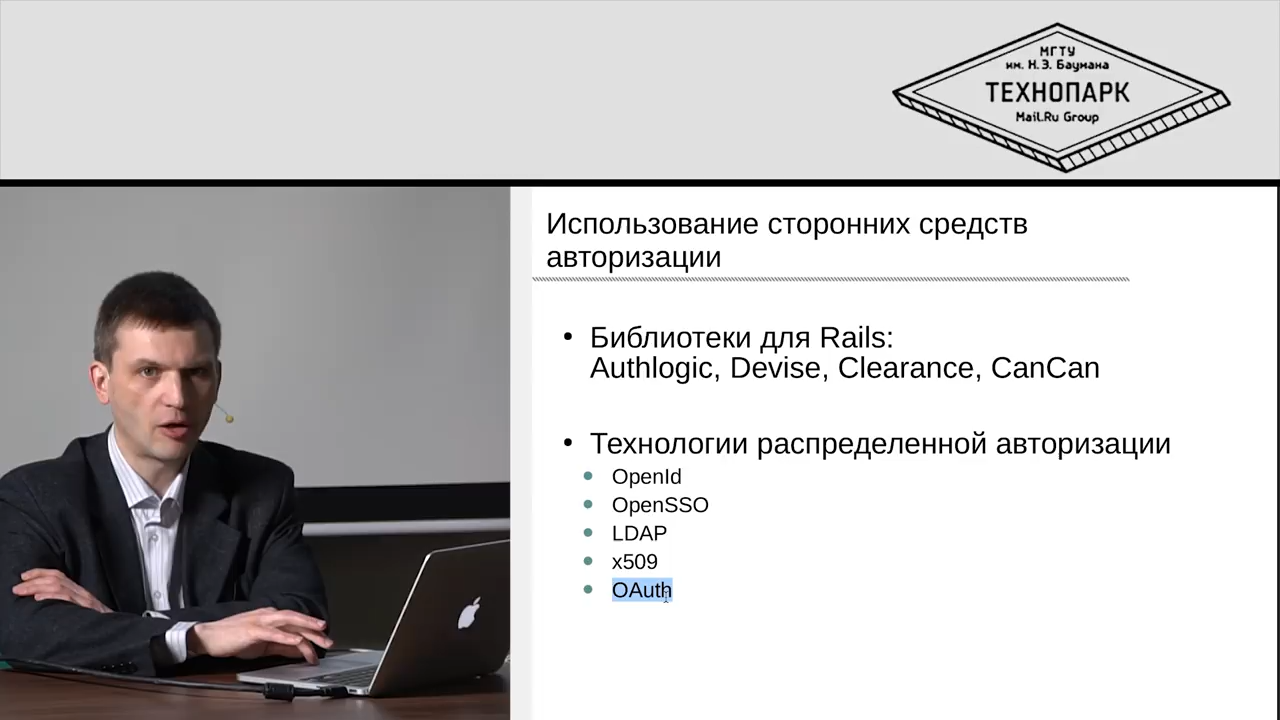 МГТУ
им. Н.Э. Баумана
ТЕХНОПАРК
Mail.Ru Group
Использование сторонних средств
авторизации
Библиотеки для Rails:
Authlogic, Devise, Clearance, CanCan
Технологии распределенной авторизации
OpenId
OpenSSO
LDAP
x509
OAuth